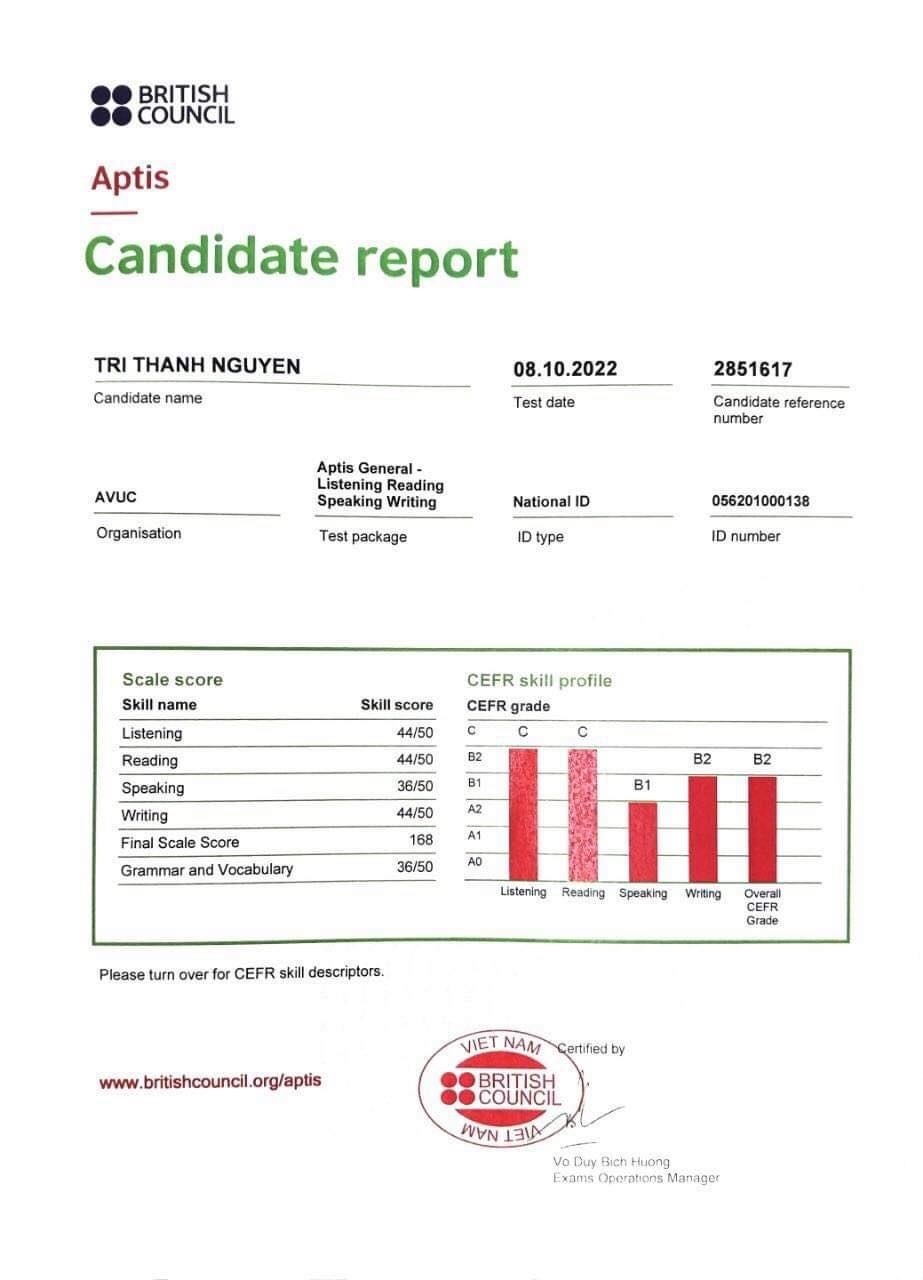 BRITISH
COUNCIL
Aptis
Candidate report
TRI THANH NGUYEN
Candidate name
08.10.2022
Test date
2851617
Candidate reference
number
AVUC
Organisation
Aptis General -
Listening Reading
Speaking Writing
Test package
National ID
ID type
056201000138
ID number
Scale score
Skill name Skill score
Listening 44/50
Reading 44/50
Speaking 36/50
Writing 44/50
Final Scale Score 168
Grammar and Vocabulary 36/50
CEFR skill profile
CEFR grade
C
B2
B1
A2
A1
A0
C C B1 B2 B2
Listening Reading Speaking Writing Overall
CEFR
Grade
Please turn over for CEFR skill descriptors.
www.britishcouncil.org/aptis
VIET NAM
BRITISH
COUNCIL
VIET NAM
Certified by
Vo Duy Bich Huong
Exams Operations Manager